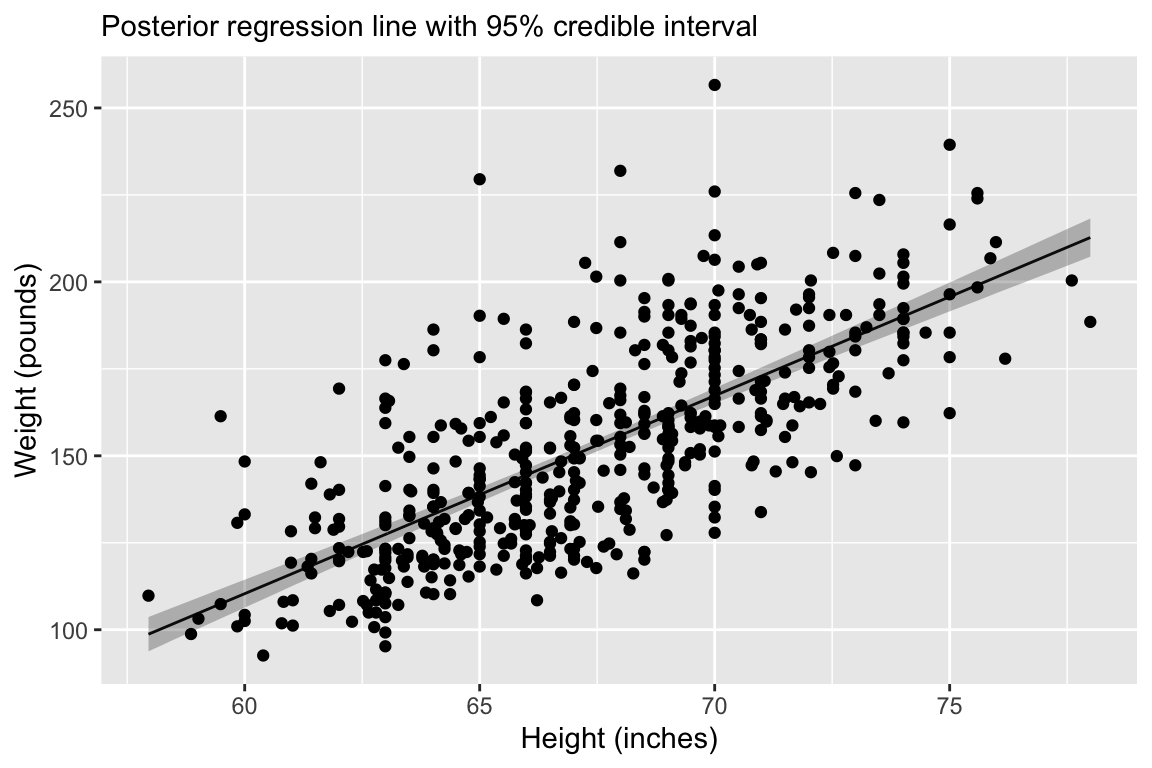 Posterior regression line with 95% credible interval
250
200
150
100
Weight (pounds)
60 65 70 75
Height (inches)